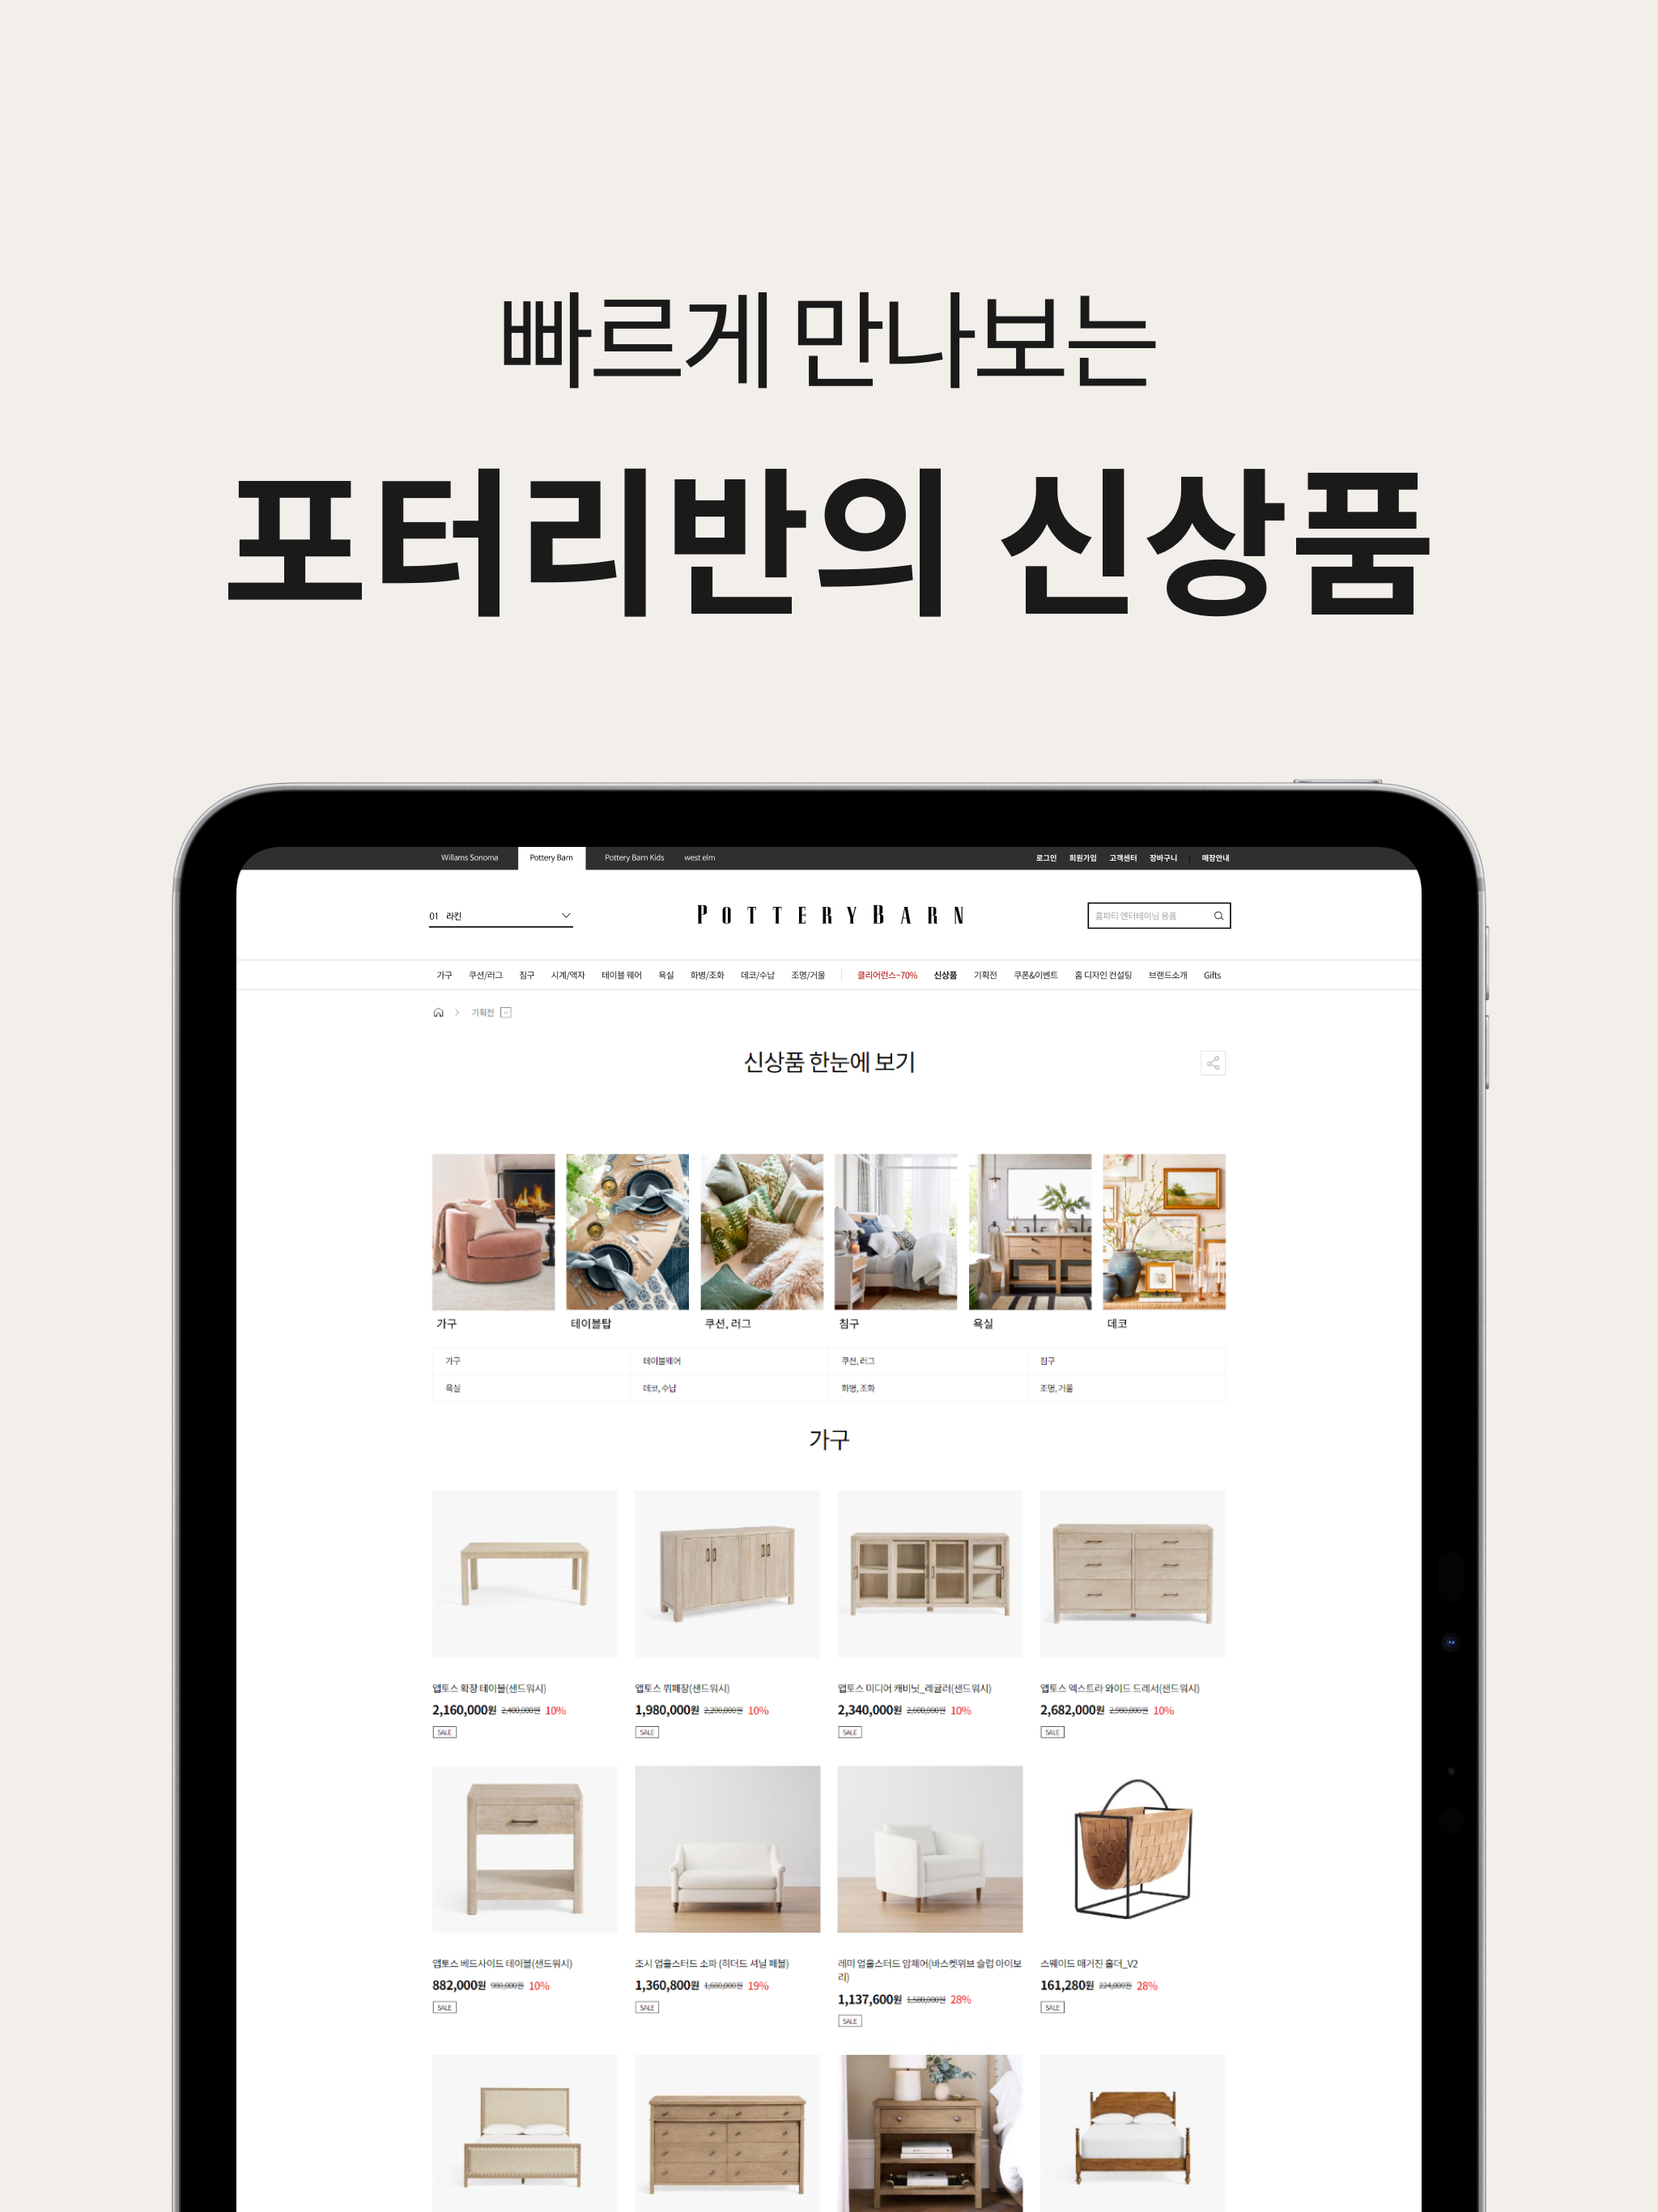 빠르게 만나보는
포터리반의 신상품
Willams Sonoma Pottery Barn Pottery Barn Kids west elm 로그인 회원가입 고객센터 장바구니 매장안내
01 라킨 POTTERY BARN 홈파티 엔터테이닝 용품
가구 쿠션/러그 침구 시계/액자 테이블 웨어 욕실 화병/조화 데코/수납 조명/거울 클리어런스~70% 신상품 기획전 쿠폰&이벤트 홈 디자인 컨설팅 브랜드소개 Gifts
기획전
신상품 한눈에 보기
가구 테이블탑 쿠션, 러그 침구 욕실 데코
가구 테이블웨어 쿠션, 러그 침구
욕실 데코, 수납 화병, 조화 조명, 거울
가구
앱토스 확장 테이블(샌드워시) 앱토스 뷔페장(샌드워시) 앱토스 미디어 캐비닛_레귤러(샌드워시) 앱토스 엑스트라 와이드 드레서(샌드워시)
2,160,000원 2,400,000원 10% 1,980,000원 2,200,000원 10% 2,340,000원 2,600,000원 10% 2,682,000원 2,980,000원 10%
SALE SALE SALE SALE
앱토스 베드사이드 테이블(샌드워시) 조시 업홀스터드 소파 (히더드 셔닐 페블) 레미 업홀스터드 암체어(바스켓위브 슬럽 아이보 스웨이드 매거진 홀더_V2
리)
882,000원 980,000원 10% 1,360,800원 1,680,000원 19% 1,137,600원 1,580,000원 28% 161,280원 224,000원 28%
SALE SALE SALE SALE